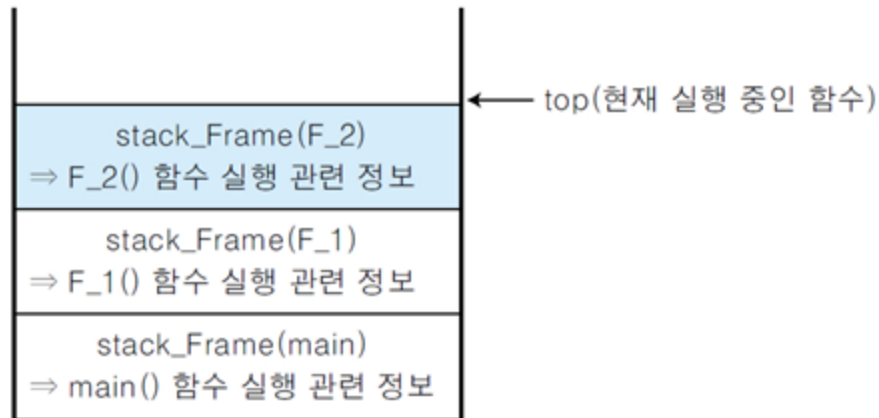 top(현재 실행 중인 함수)
stack_Frame(F_2)
⇒ F_2() 함수 실행 관련 정보
stack_Frame(F_1)
⇒ F_1() 함수 실행 관련 정보
stack_Frame(main)
⇒ main() 함수 실행 관련 정보